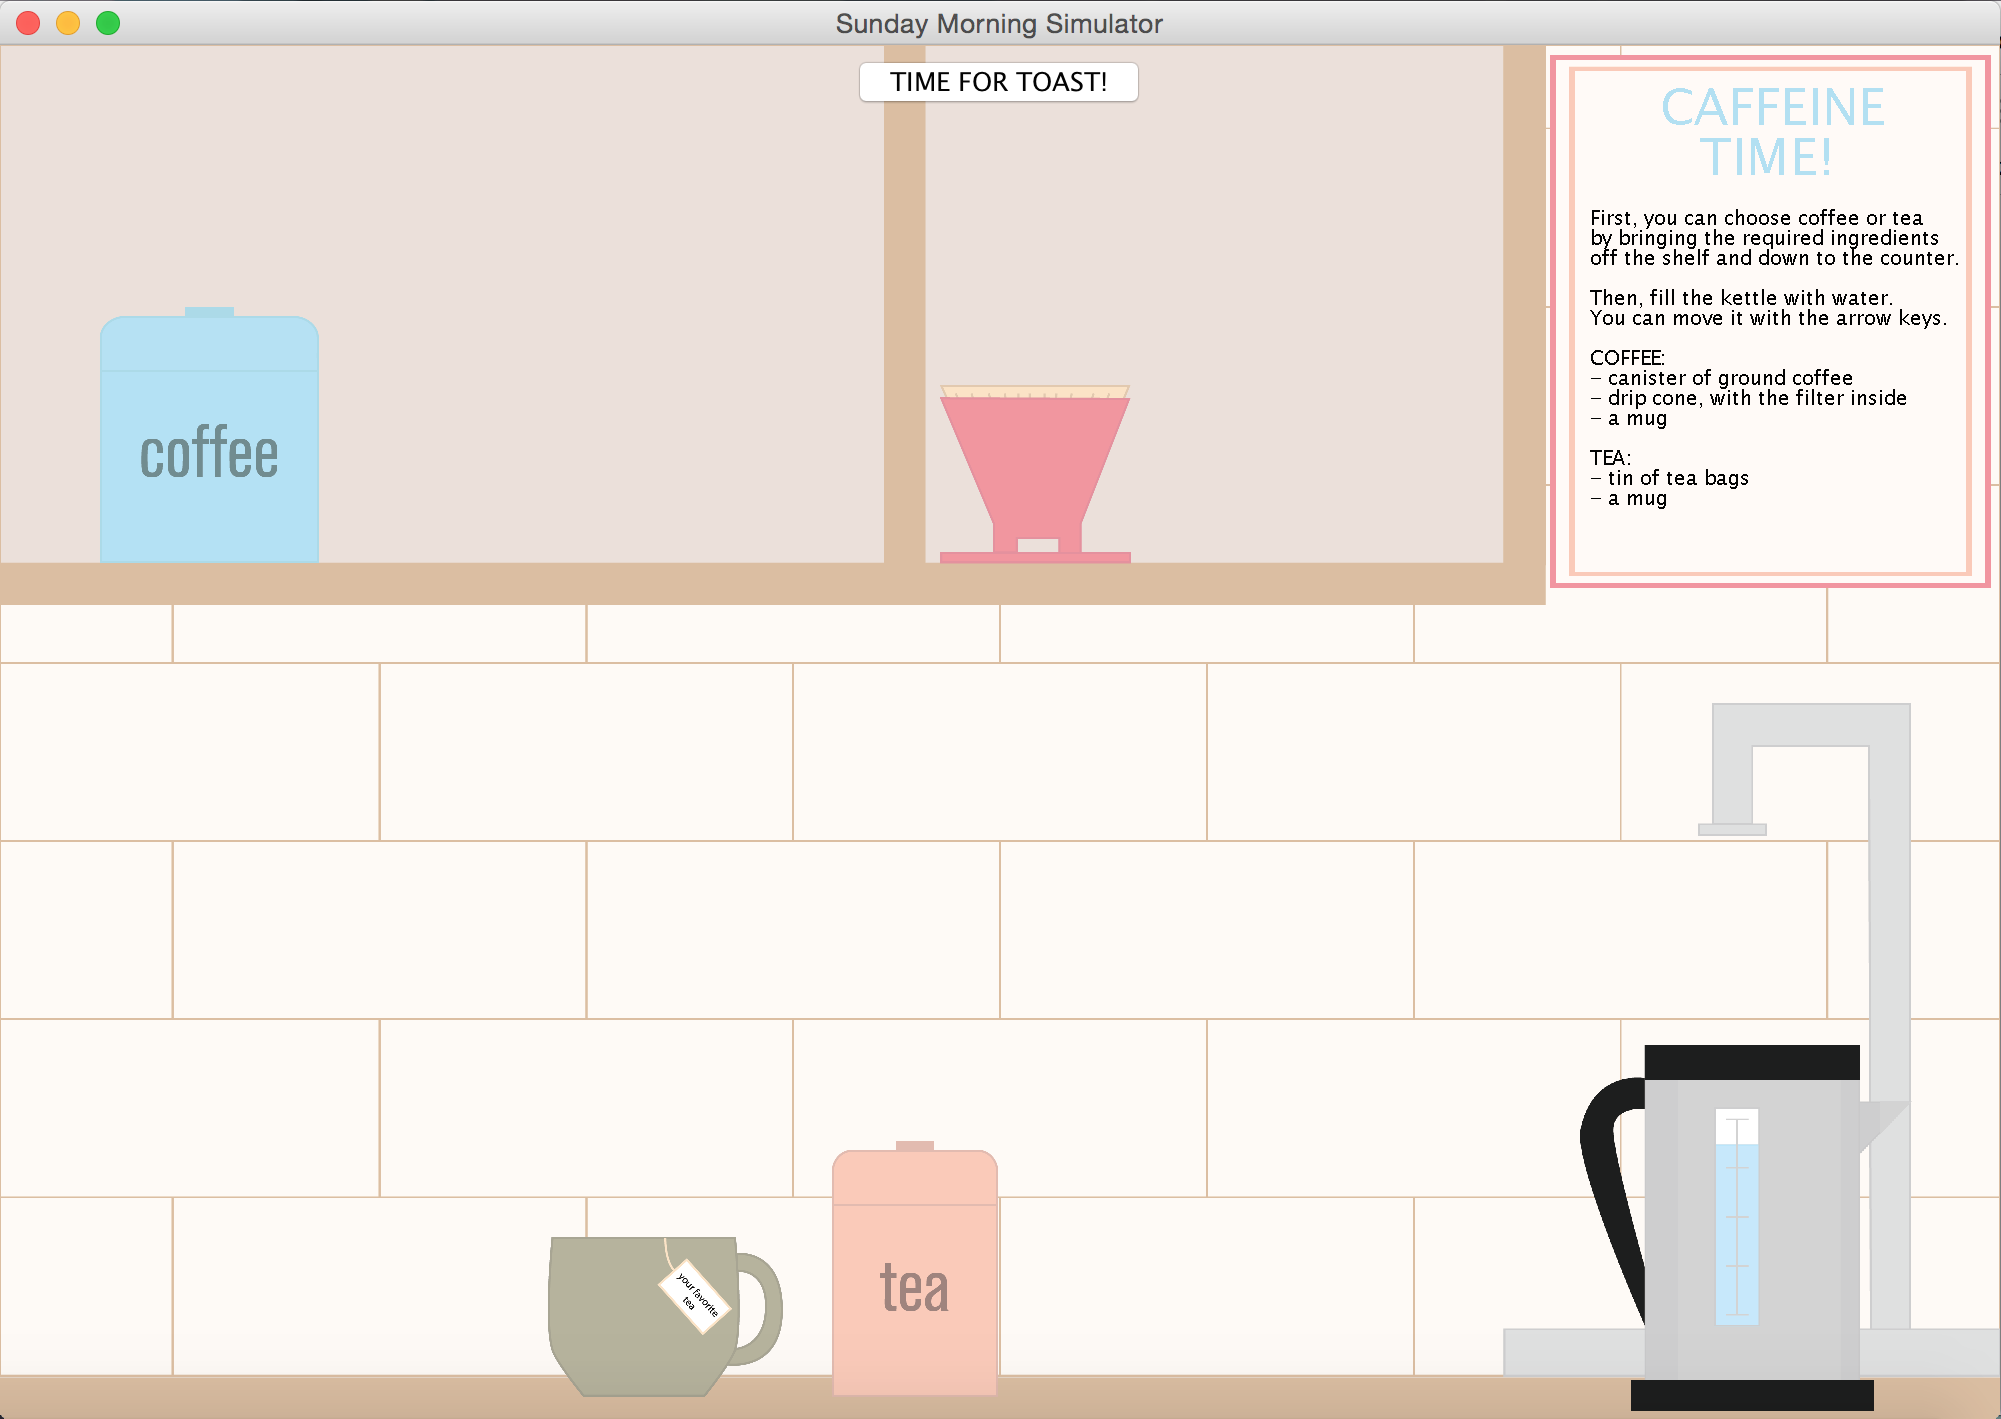 Sunday Morning Simulator
TIME FOR TOAST!
CAFFEINE
TIME!
First, you can choose coffee or tea
by bringing the required ingredients
off the shelf and down to the counter.
Then, fill the kettle with water.
You can move it with the arrow keys.
COFFEE:
– canister of ground coffee
– drip cone, with the filter inside
– a mug
TEA:
– tin of tea bags
– a mug
coffee
your favorite
tea
tea